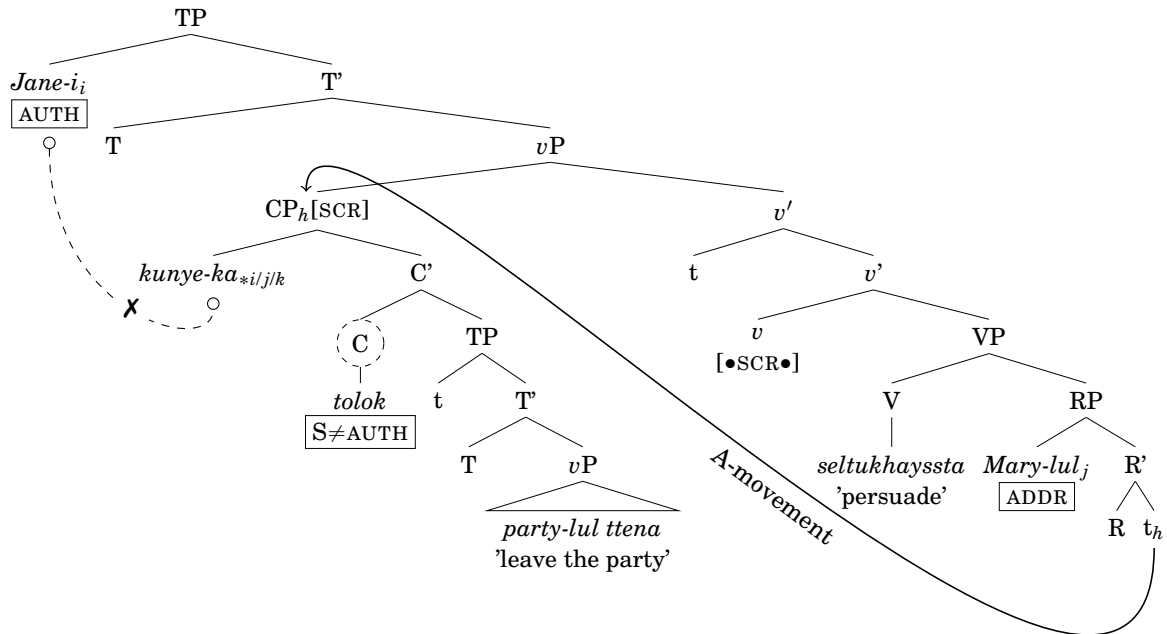 TP
Jane-i_i T'
AUTH
T vP
CP_h[SCR] v′
kunye-ka_∗i/j/k C' t v'
✗
C TP v VP
[•SCR•]
tolok t T' V RP
S≠AUTH
T vP seltukhayssta Mary-lul_j R'
'persuade' ADDR
A-movement
party-lul ttena R t_h
'leave the party'